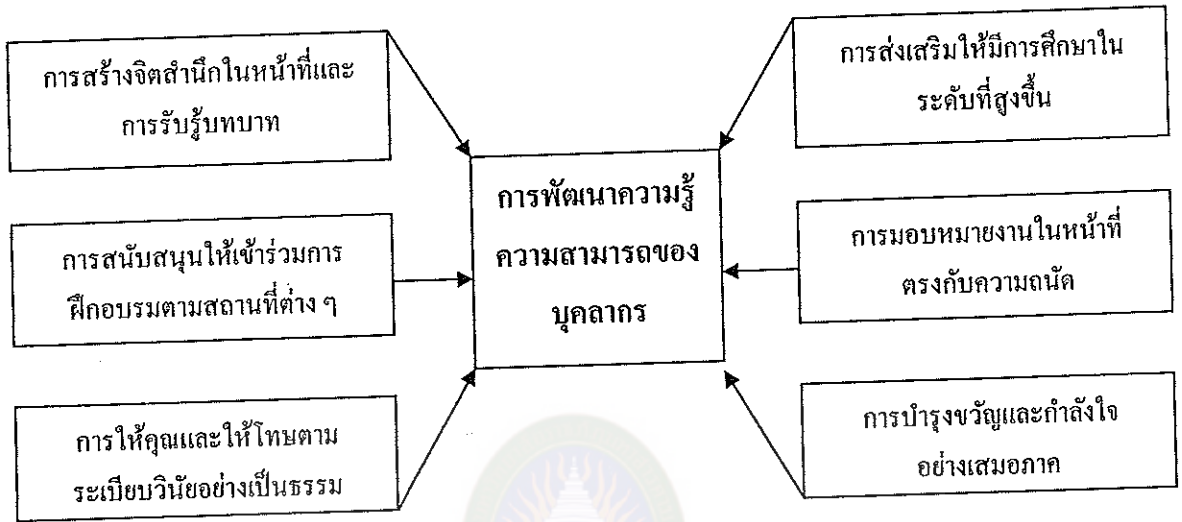 การสร้างจิตสำนึกในหน้าที่และ
การรับรู้บทบาท
การสนับสนุนให้เข้าร่วมการ
ฝึกอบรมตามสถานที่ต่าง ๆ
การให้คุณและให้โทษตาม
ระเบียบวินัยอย่างเป็นธรรม
การพัฒนาความรู้
ความสามารถของ
บุคลากร
การส่งเสริมให้มีการศึกษาใน
ระดับที่สูงขึ้น
การมอบหมายงานในหน้าที่
ตรงกับความถนัด
การบำรุงขวัญและกำลังใจ
อย่างเสมอภาค